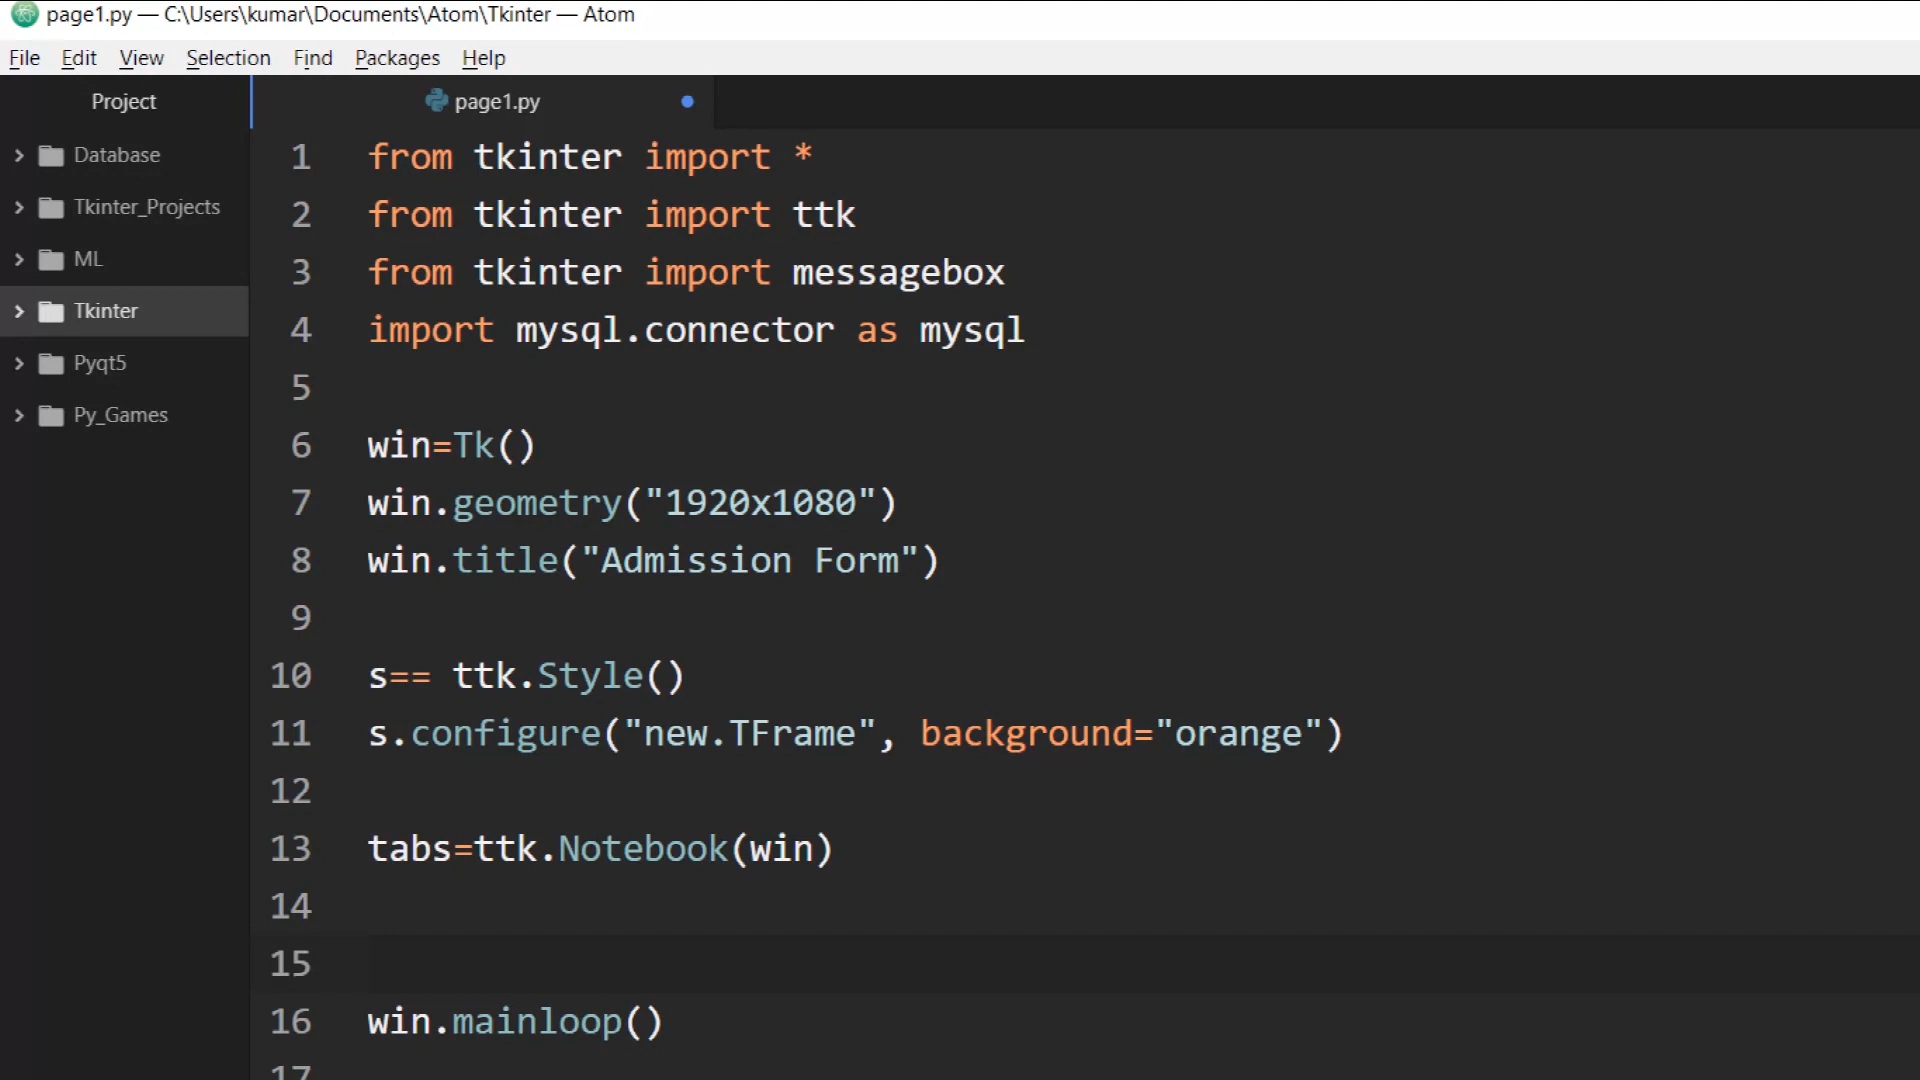 page1.py — C:\Users\kumar\Documents\Atom\Tkinter — Atom
File Edit View Selection Find Packages Help
Project
Database
Tkinter_Projects
ML
Tkinter
Pyqt5
Py_Games
page1.py
1 from tkinter import *
2 from tkinter import ttk
3 from tkinter import messagebox
4 import mysql.connector as mysql
5
6 win=Tk()
7 win.geometry("1920x1080")
8 win.title("Admission Form")
9
10 s== ttk.Style()
11 s.configure("new.TFrame", background="orange")
12
13 tabs=ttk.Notebook(win)
14
15
16 win.mainloop()
17